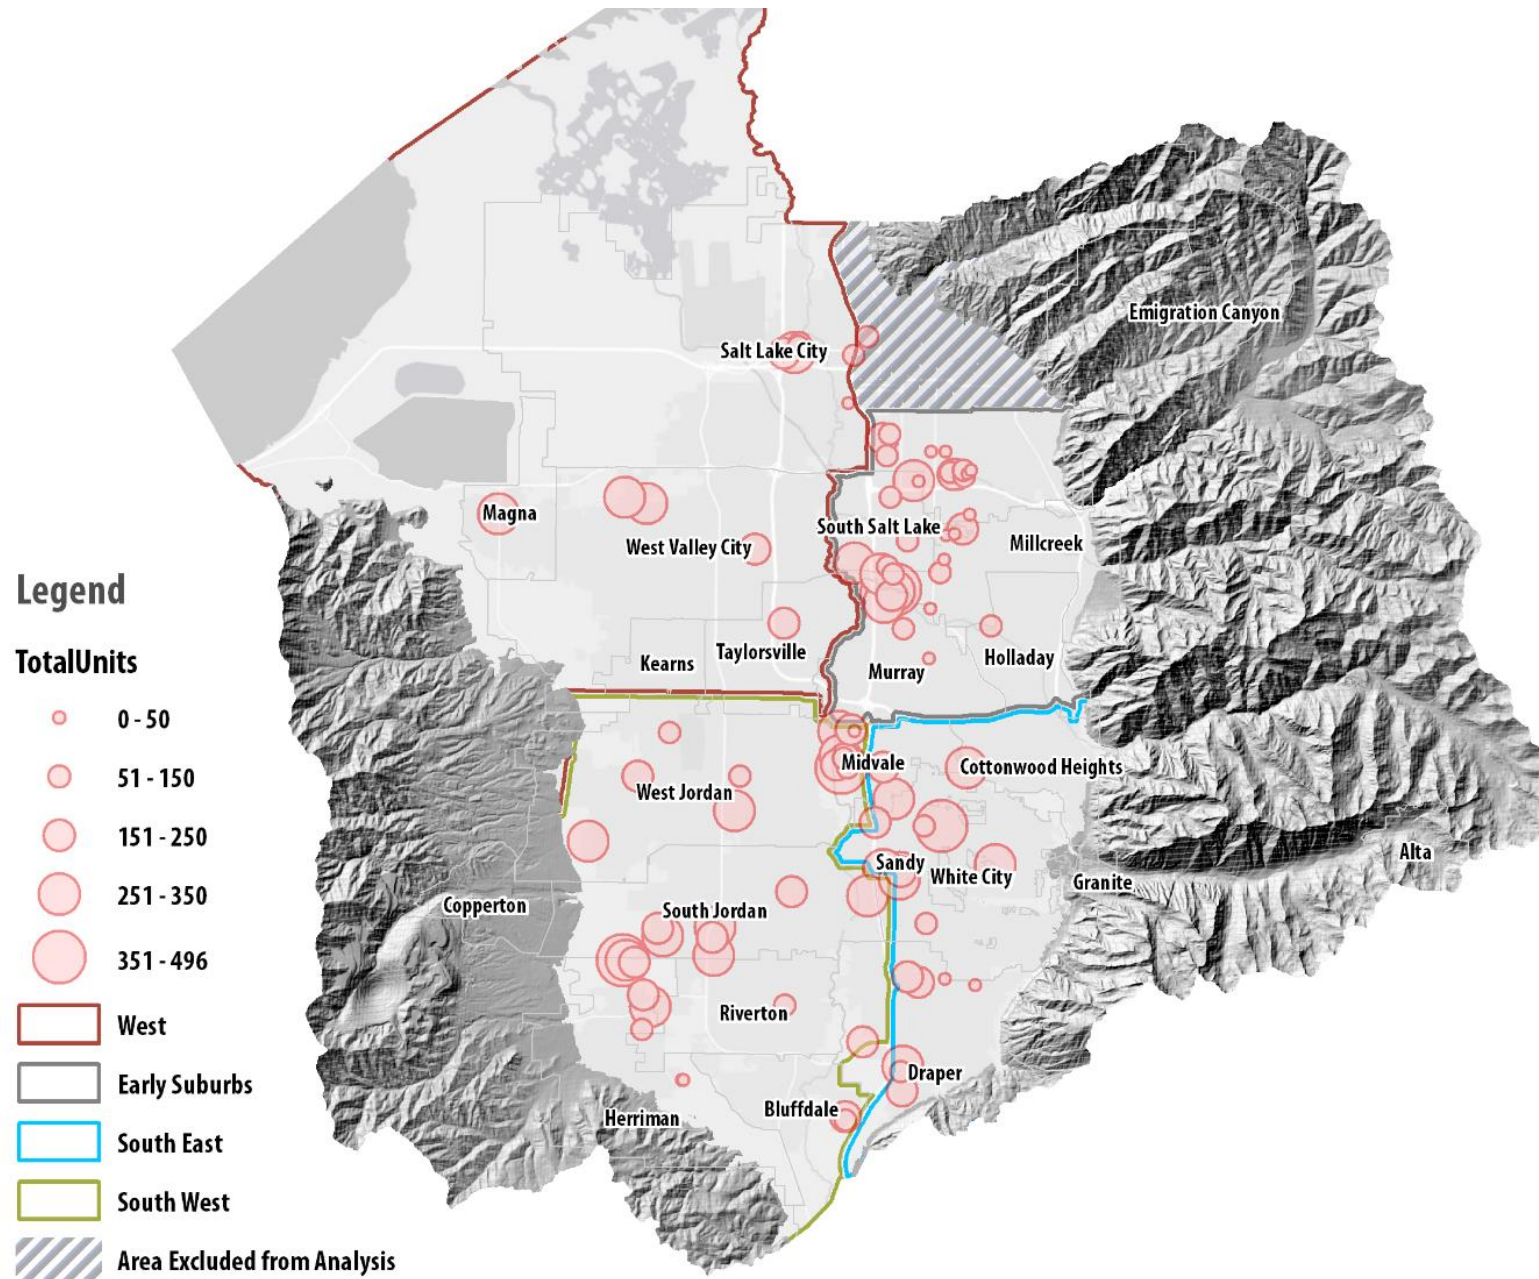 Emigration Canyon
Salt Lake City
Magna
South Salt Lake
West Valley City
Millcreek
Legend
TotalUnits
Taylorsville
Kearns
Holladay
Murray
0 - 50
51 - 150
Midvale
Cottonwood Heights
West Jordan
151 - 250
Alta
Sandy
White City
Granite
251 - 350
Copperton
South Jordan
351 - 496
Riverton
West
Draper
Early Suburbs
Bluffdale
Herriman
South East
South West
Area Excluded from Analysis